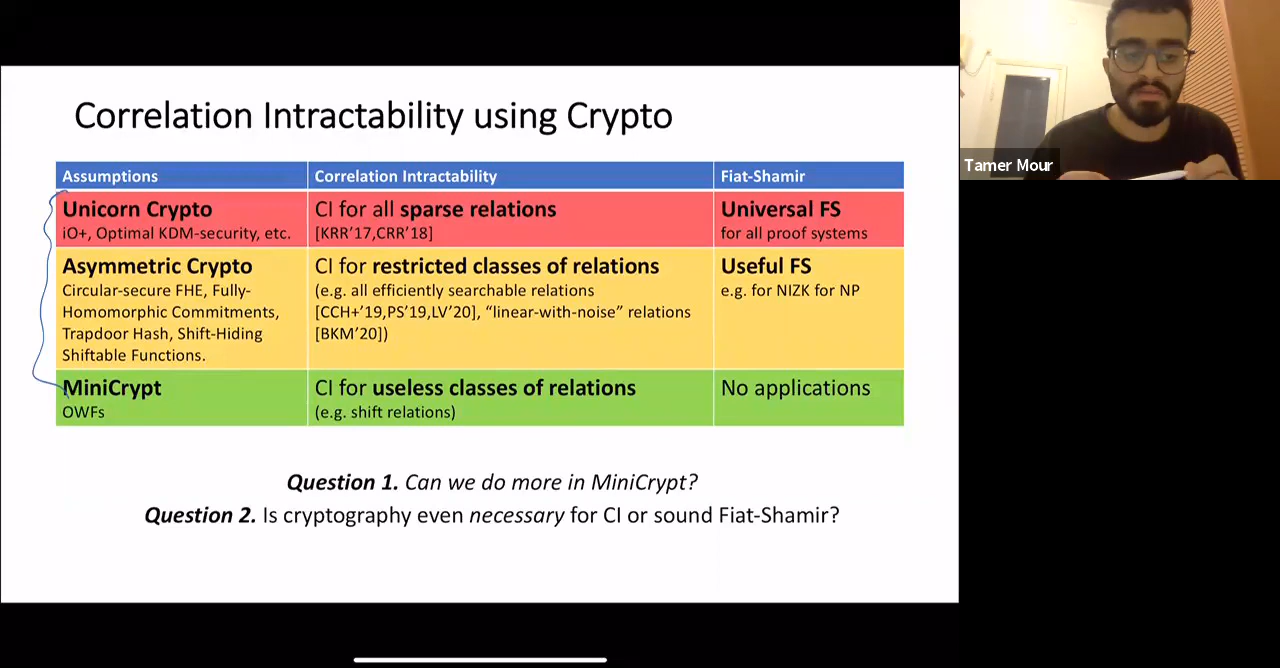 Correlation Intractability using Crypto
Assumptions
Correlation Intractability
Fiat-Shamir
Unicorn Crypto
iO+, Optimal KDM-security, etc.
CI for all sparse relations
[KRR'17,CRR'18]
Universal FS
for all proof systems
Asymmetric Crypto
Circular-secure FHE, Fully-
Homomorphic Commitments,
Trapdoor Hash, Shift-Hiding
Shiftable Functions.
CI for restricted classes of relations
(e.g. all efficiently searchable relations
[CCH+'19,PS'19,LV'20], “linear-with-noise” relations
[BKM'20])
Useful FS
e.g. for NIZK for NP
MiniCrypt
OWFs
CI for useless classes of relations
(e.g. shift relations)
No applications
Question 1. Can we do more in MiniCrypt?
Question 2. Is cryptography even necessary for CI or sound Fiat-Shamir?
Tamer Mour